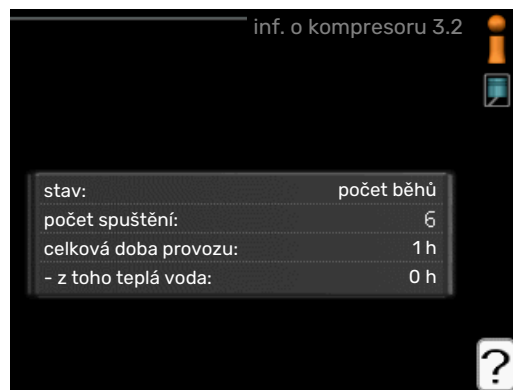 inf. o kompresoru 3.2
stav: počet běhů
počet spuštění: 6
celková doba provozu: 1 h
- z toho teplá voda: 0 h
?